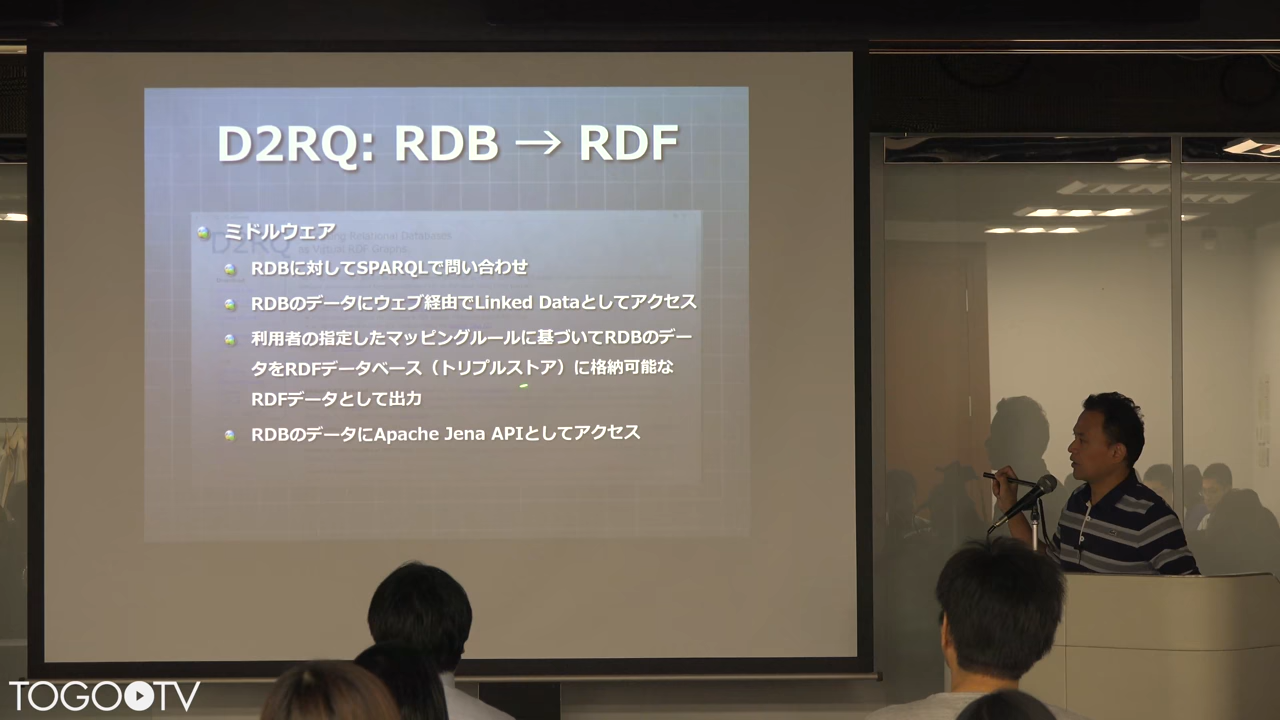 D2RQ: RDB → RDF
ミドルウェア
RDBに対してSPARQLで問い合わせ
RDBのデータにウェブ経由でLinked Dataとしてアクセス
利用者の指定したマッピングルールに基づいてRDBのデー
タをRDFデータベース（トリプルストア）に格納可能な
RDFデータとして出力
RDBのデータにApache Jena APIとしてアクセス
TOGOTV